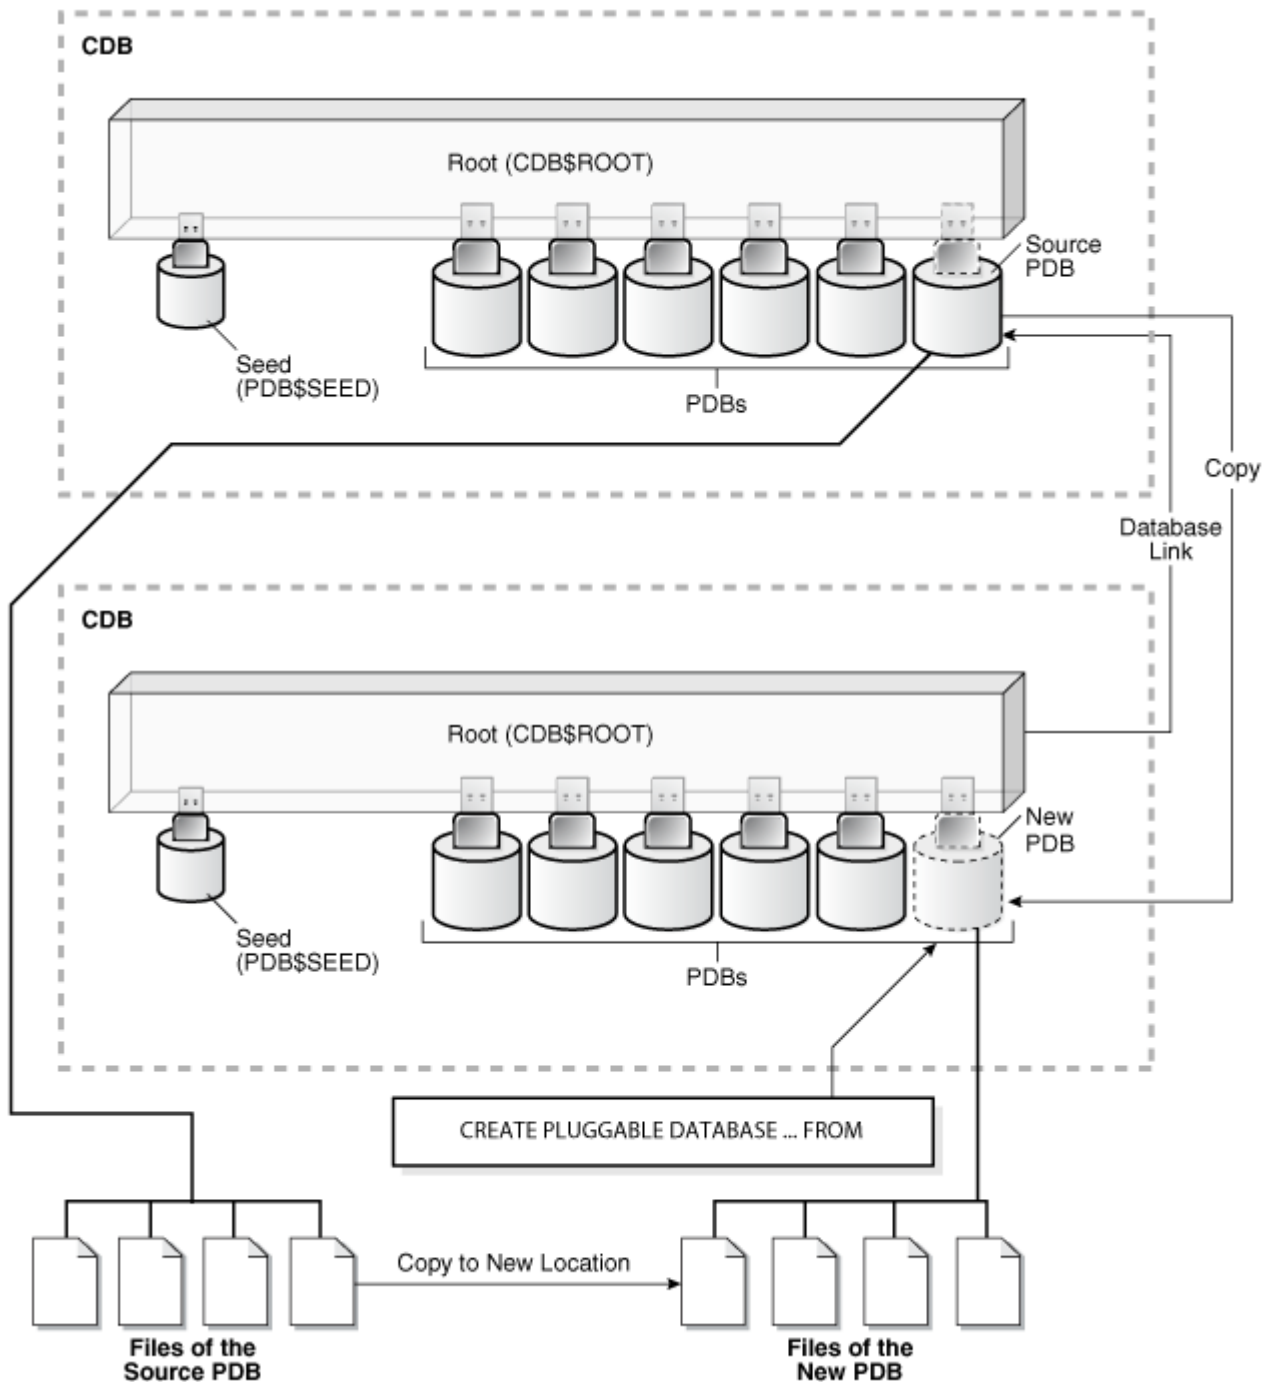 CDB
Root (CDB$ROOT)
Source
PDB
Seed
(PDB$SEED)
PDBs
Copy
Database
Link
CDB
Root (CDB$ROOT)
New
PDB
Seed
(PDB$SEED)
PDBs
CREATE PLUGGABLE DATABASE ... FROM
Copy to New Location
Files of the
Source PDB
Files of the
New PDB